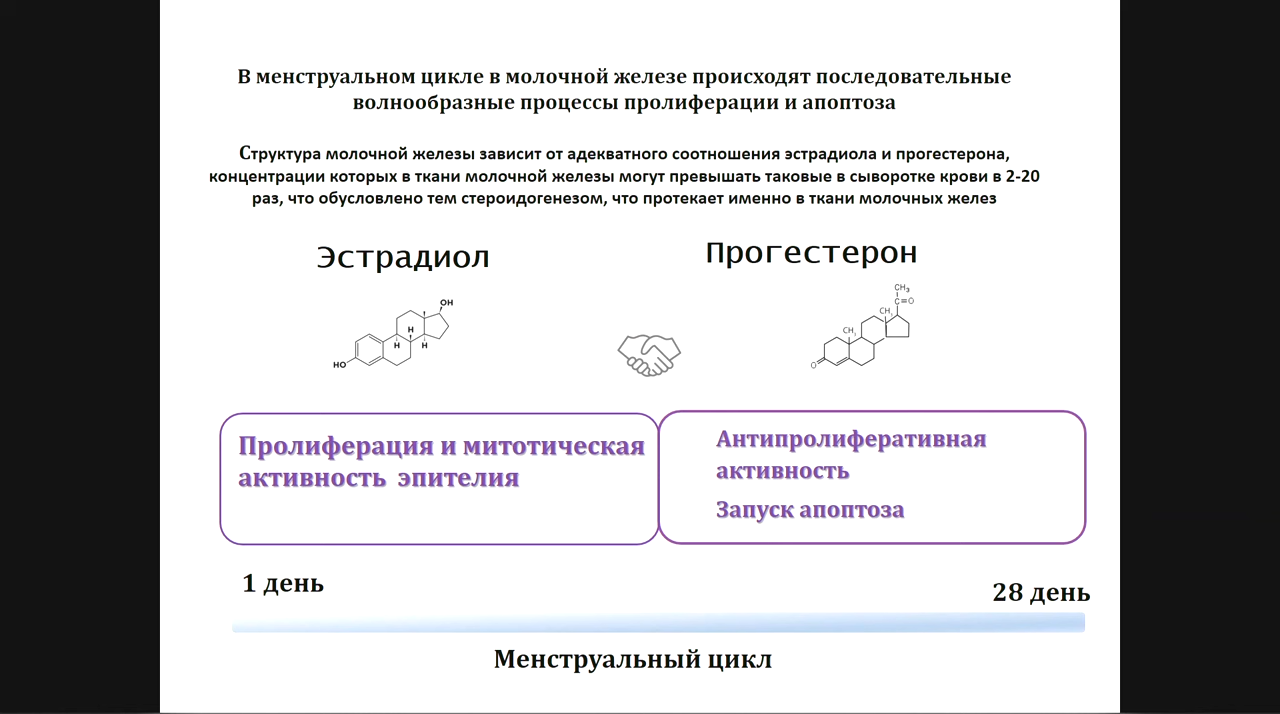 В менструальном цикле в молочной железе происходят последовательные
волнообразные процессы пролиферации и апоптоза
Структура молочной железы зависит от адекватного соотношения эстрадиола и прогестерона,
концентрации которых в ткани молочной железы могут превышать таковые в сыворотке крови в 2-20
раз, что обусловлено тем стероидогенезом, что протекает именно в ткани молочных желез
Эстрадиол
Прогестерон
OH
H
H
H
HO
CH₃
C=O
CH₃
CH₃
O
Пролиферация и митотическая
активность эпителия
Антипролиферативная
активность
Запуск апоптоза
1 день
28 день
Менструальный цикл